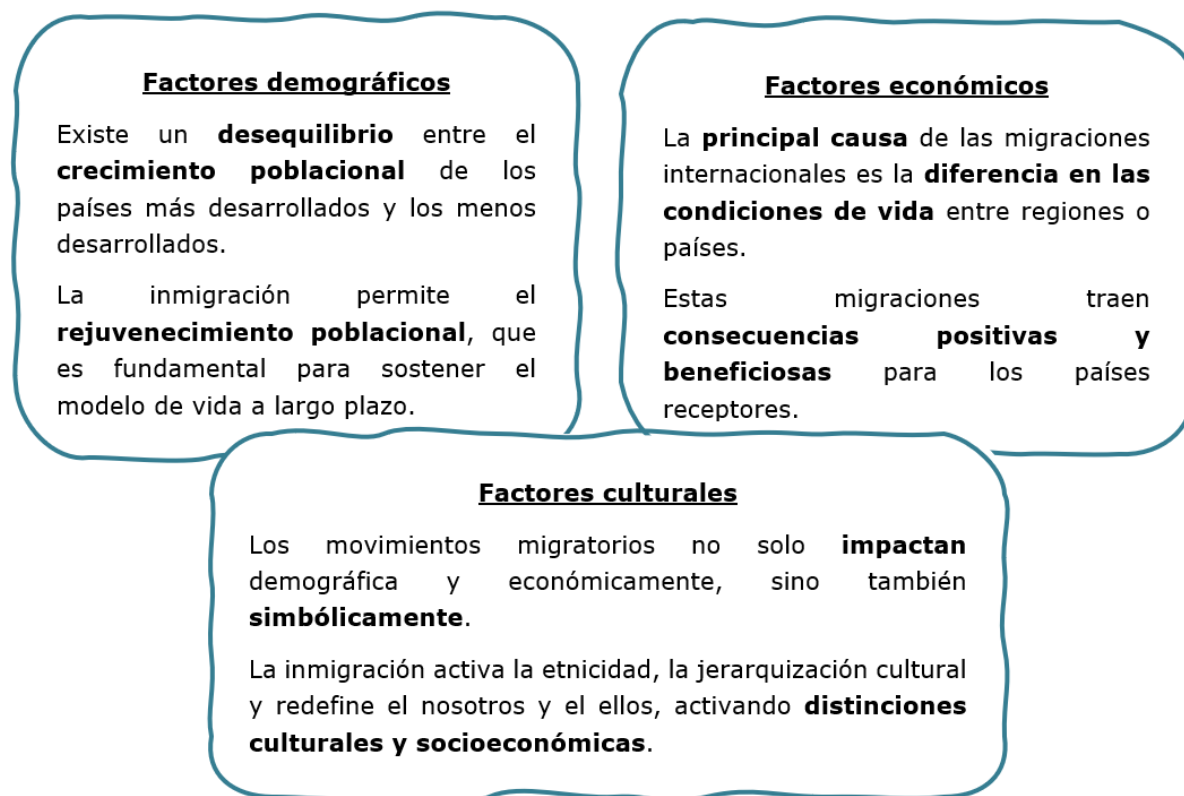 Factores demográficos
Existe un desequilibrio entre el
crecimiento poblacional de los
países más desarrollados y los menos
desarrollados.
La inmigración permite el
rejuvenecimiento poblacional, que
es fundamental para sostener el
modelo de vida a largo plazo.
Factores económicos
La principal causa de las migraciones
internacionales es la diferencia en las
condiciones de vida entre regiones o
países.
Estas migraciones traen
consecuencias positivas y
beneficiosas para los países
receptores.
Factores culturales
Los movimientos migratorios no solo impactan
demográfica y económicamente, sino también
simbólicamente.
La inmigración activa la etnicidad, la jerarquización cultural
y redefine el nosotros y el ellos, activando distinciones
culturales y socioeconómicas.